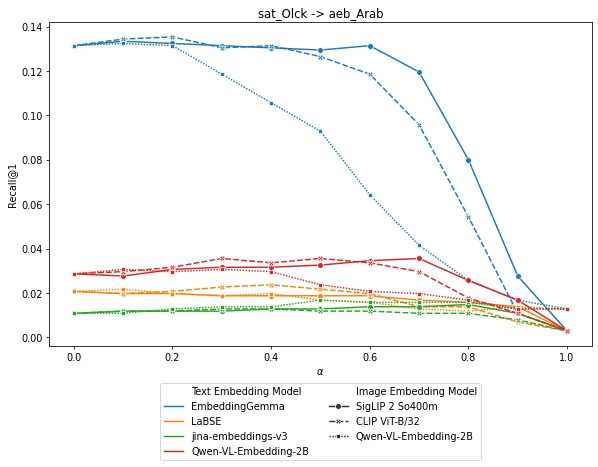 sat_Olck -> aeb_Arab
Recall@1
0.14
0.12
0.10
0.08
0.06
0.04
0.02
0.00
0.0
0.2
0.4
0.6
0.8
1.0
α
Text Embedding Model
EmbeddingGemma
LaBSE
jina-embeddings-v3
Qwen-VL-Embedding-2B
Image Embedding Model
SigLIP 2 So400m
CLIP ViT-B/32
Qwen-VL-Embedding-2B